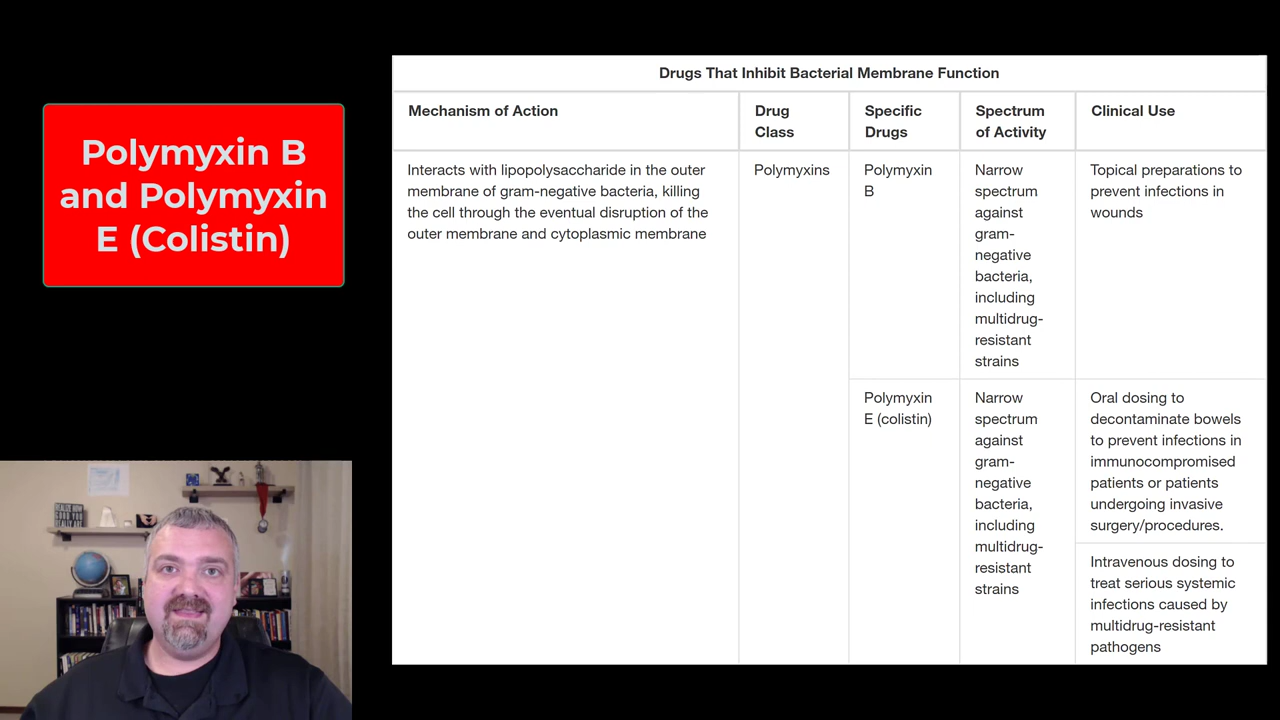 Polymyxin B
and Polymyxin
E (Colistin)
Drugs That Inhibit Bacterial Membrane Function
Mechanism of Action
Drug
Class
Specific
Drugs
Spectrum
of Activity
Clinical Use
Interacts with lipopolysaccharide in the outer
membrane of gram-negative bacteria, killing
the cell through the eventual disruption of the
outer membrane and cytoplasmic membrane
Polymyxins
Polymyxin
B
Narrow
spectrum
against
gram-
negative
bacteria,
including
multidrug-
resistant
strains
Topical preparations to
prevent infections in
wounds
Polymyxin
E (colistin)
Narrow
spectrum
against
gram-
negative
bacteria,
including
multidrug-
resistant
strains
Oral dosing to
decontaminate bowels
to prevent infections in
immunocompromised
patients or patients
undergoing invasive
surgery/procedures.
Intravenous dosing to
treat serious systemic
infections caused by
multidrug-resistant
pathogens